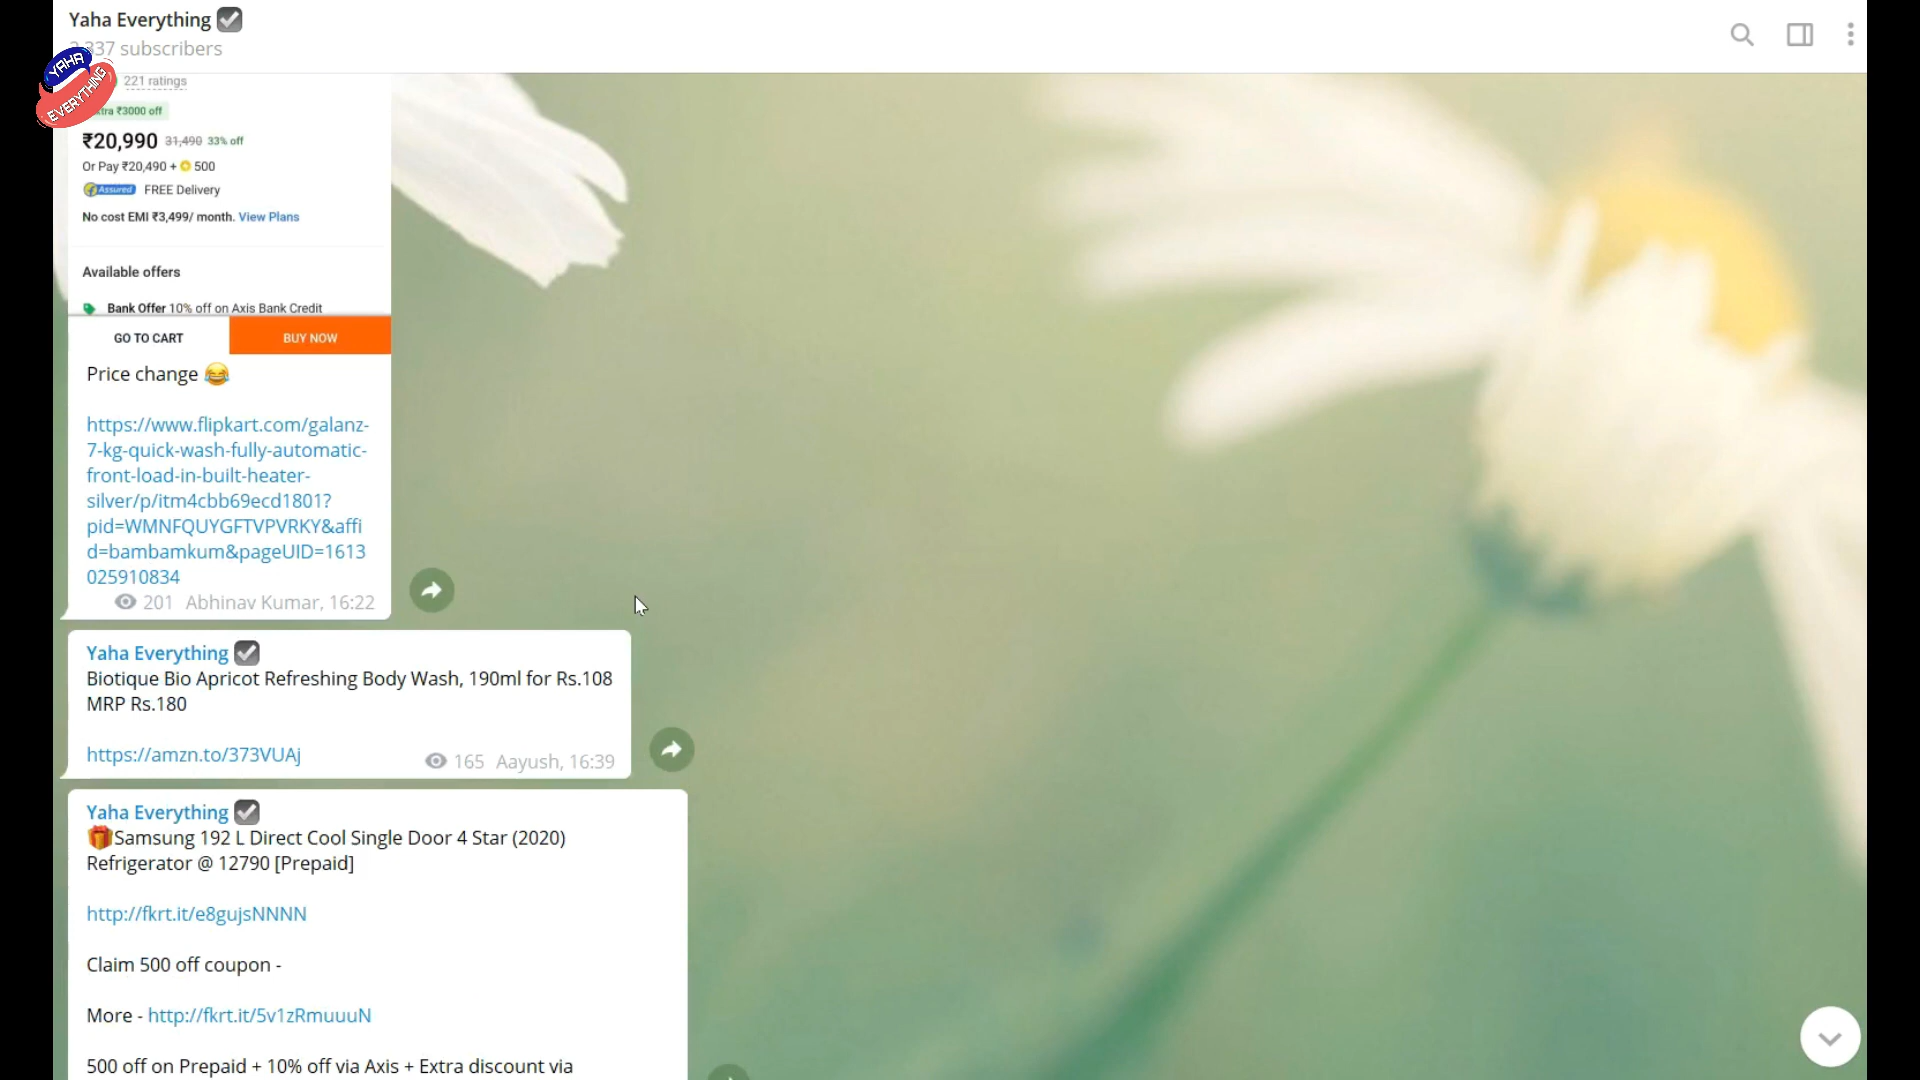 Yaha Everything
337 subscribers
YAHA
EVERYTHING
221 ratings
₹3000 off
₹20,990 31,490 33% off
Or Pay ₹20,490 + 500
Assured FREE Delivery
No cost EMI ₹3,499/ month. View Plans
Available offers
Bank Offer 10% off on Axis Bank Credit
GO TO CART BUY NOW
Price change 😂
https://www.flipkart.com/galanz-
7-kg-quick-wash-fully-automatic-
front-load-in-built-heater-
silver/p/itm4cbb69ecd1801?
pid=WMNFQUYGFTVPVRKY&affi
d=bambamkum&pageUID=1613
025910834
201 Abhinav Kumar, 16:22
Yaha Everything
Biotique Bio Apricot Refreshing Body Wash, 190ml for Rs.108
MRP Rs.180
https://amzn.to/373VUAj
165 Aayush, 16:39
Yaha Everything
🎁Samsung 192 L Direct Cool Single Door 4 Star (2020)
Refrigerator @ 12790 [Prepaid]
http://fkrt.it/e8gujsNNNN
Claim 500 off coupon -
More - http://fkrt.it/5v1zRmuuuN
500 off on Prepaid + 10% off via Axis + Extra discount via